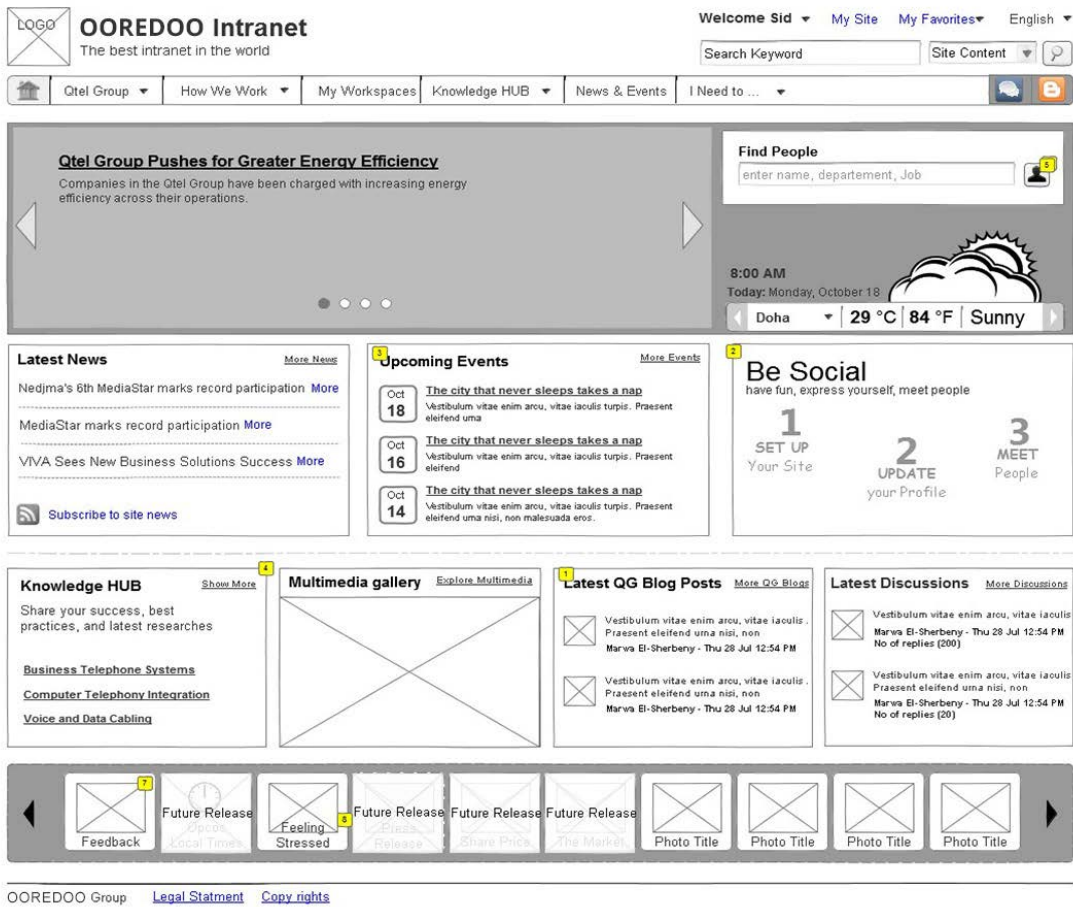 LOGO
OOREDOO Intranet
The best intranet in the world
Welcome Sid
My Site
My Favorites
English
Search Keyword
Site Content
Qtel Group
How We Work
My Workspaces
Knowledge HUB
News & Events
I Need to ...
Qtel Group Pushes for Greater Energy Efficiency
Companies in the Qtel Group have been charged with increasing energy
efficiency across their operations.
Find People
enter name, departement, Job
5
8:00 AM
Today: Monday, October 18
Doha
29 °C
84 °F
Sunny
Latest News
More News
Nedjma's 6th MediaStar marks record participation More
MediaStar marks record participation More
VIVA Sees New Business Solutions Success More
Subscribe to site news
3
Upcoming Events
More Events
Oct
18
The city that never sleeps takes a nap
Vestibulum vitae enim arcu, vitae iaculis turpis. Praesent
eleifend urna
Oct
16
The city that never sleeps takes a nap
Vestibulum vitae enim arcu, vitae iaculis turpis. Praesent
eleifend
Oct
14
The city that never sleeps takes a nap
Vestibulum vitae enim arcu, vitae iaculis turpis. Praesent
eleifend urna nisi, non malesuada eros.
2
Be Social
have fun, express yourself, meet people
1
SET UP
Your Site
2
UPDATE
your Profile
3
MEET
People
4
Knowledge HUB
Show More
Share your success, best
practices, and latest researches
Business Telephone Systems
Computer Telephony Integration
Voice and Data Cabling
Multimedia gallery
Explore Multimedia
1
Latest QG Blog Posts
More QG Blogs
Vestibulum vitae enim arcu, vitae iaculis .
Praesent eleifend urna nisi, non
Marwa El-Sherbeny - Thu 28 Jul 12:54 PM
Vestibulum vitae enim arcu, vitae iaculis .
Praesent eleifend urna nisi, non
Marwa El-Sherbeny - Thu 28 Jul 12:54 PM
Latest Discussions
More Discussions
Vestibulum vitae enim arcu, vitae iaculis
Marwa El-Sherbeny - Thu 28 Jul 12:54 PM
No of replies (200)
Vestibulum vitae enim arcu, vitae iaculis
Praesent eleifend urna nisi, non
Marwa El-Sherbeny - Thu 28 Jul 12:54 PM
No of replies (20)
7
Feedback
Future Release
Opcos
Local Times
8
Feeling
Stressed
Future Release
Press
Release
Future Release
Share Price
Future Release
The Market
Photo Title
Photo Title
Photo Title
Photo Title
OOREDOO Group
Legal Statment
Copy rights